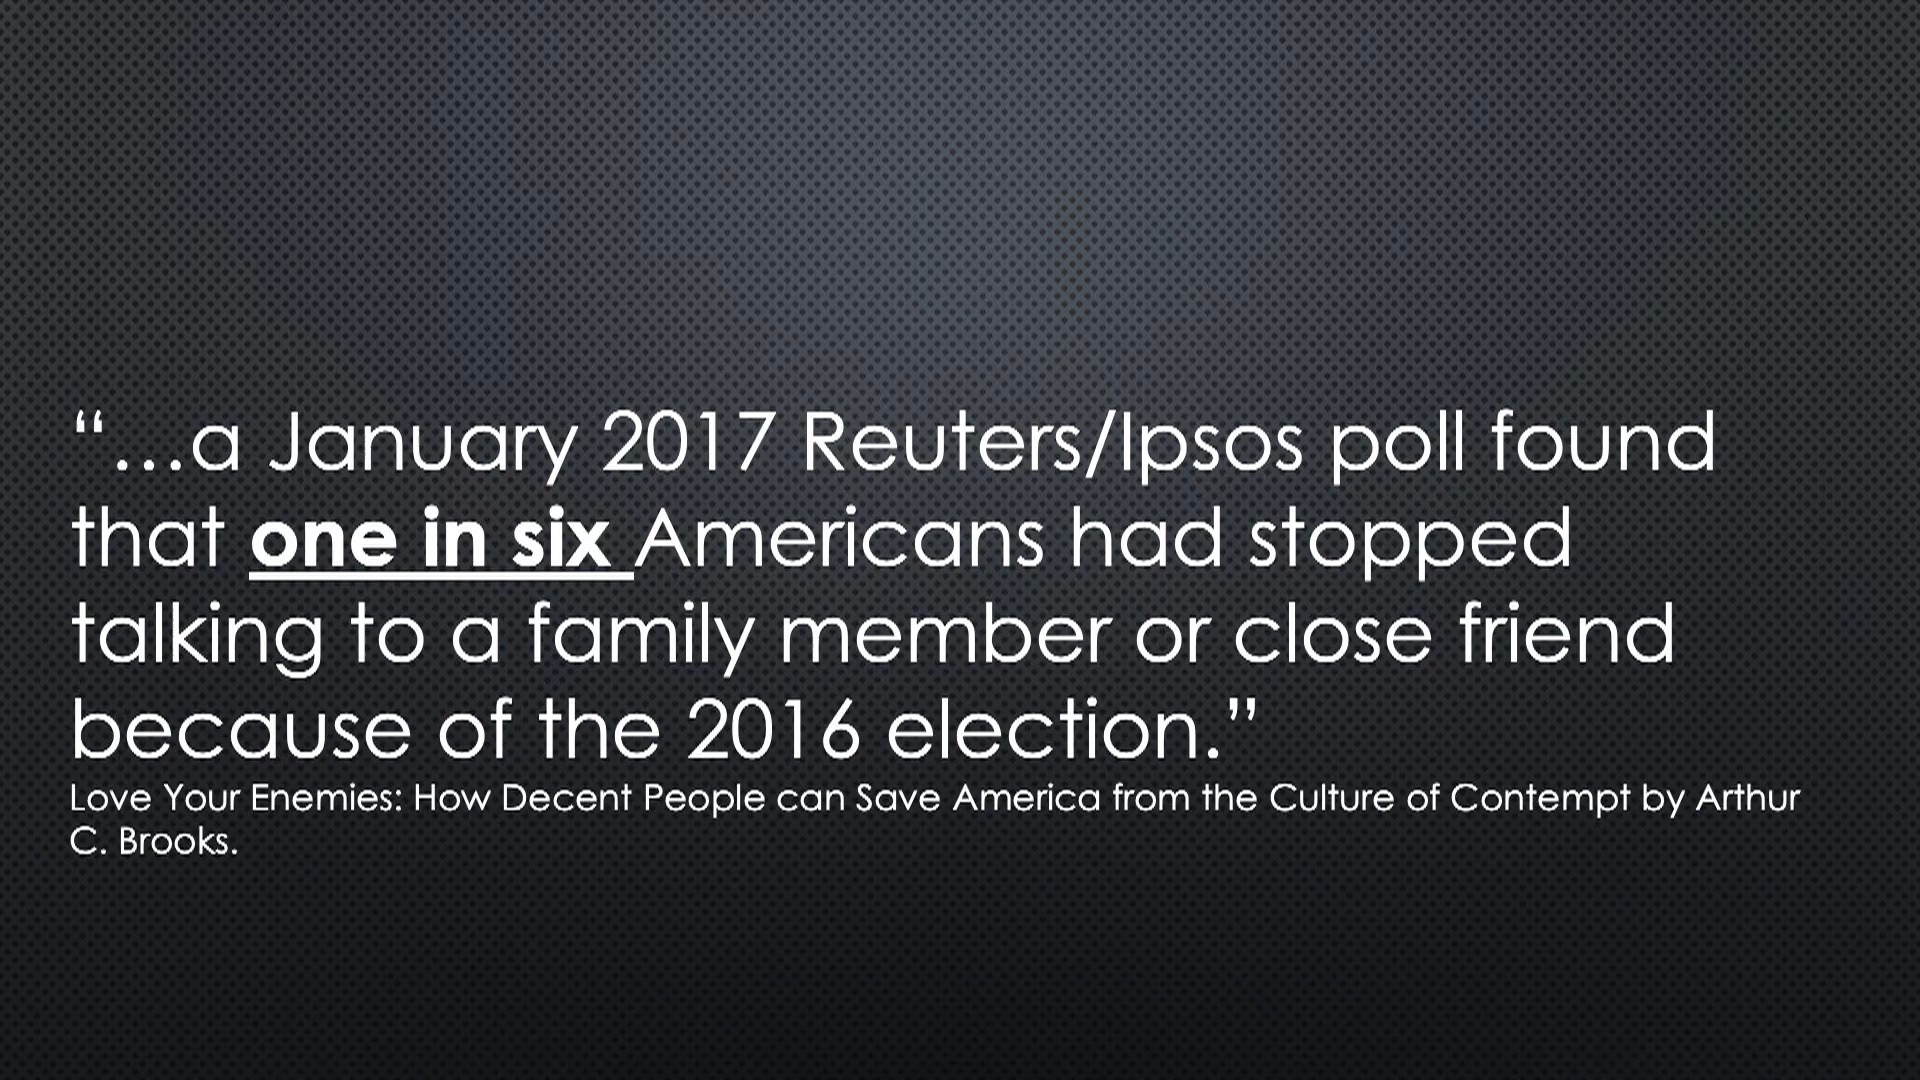 “…a January 2017 Reuters/Ipsos poll found
that one in six Americans had stopped
talking to a family member or close friend
because of the 2016 election.”
Love Your Enemies: How Decent People can Save America from the Culture of Contempt by Arthur
C. Brooks.